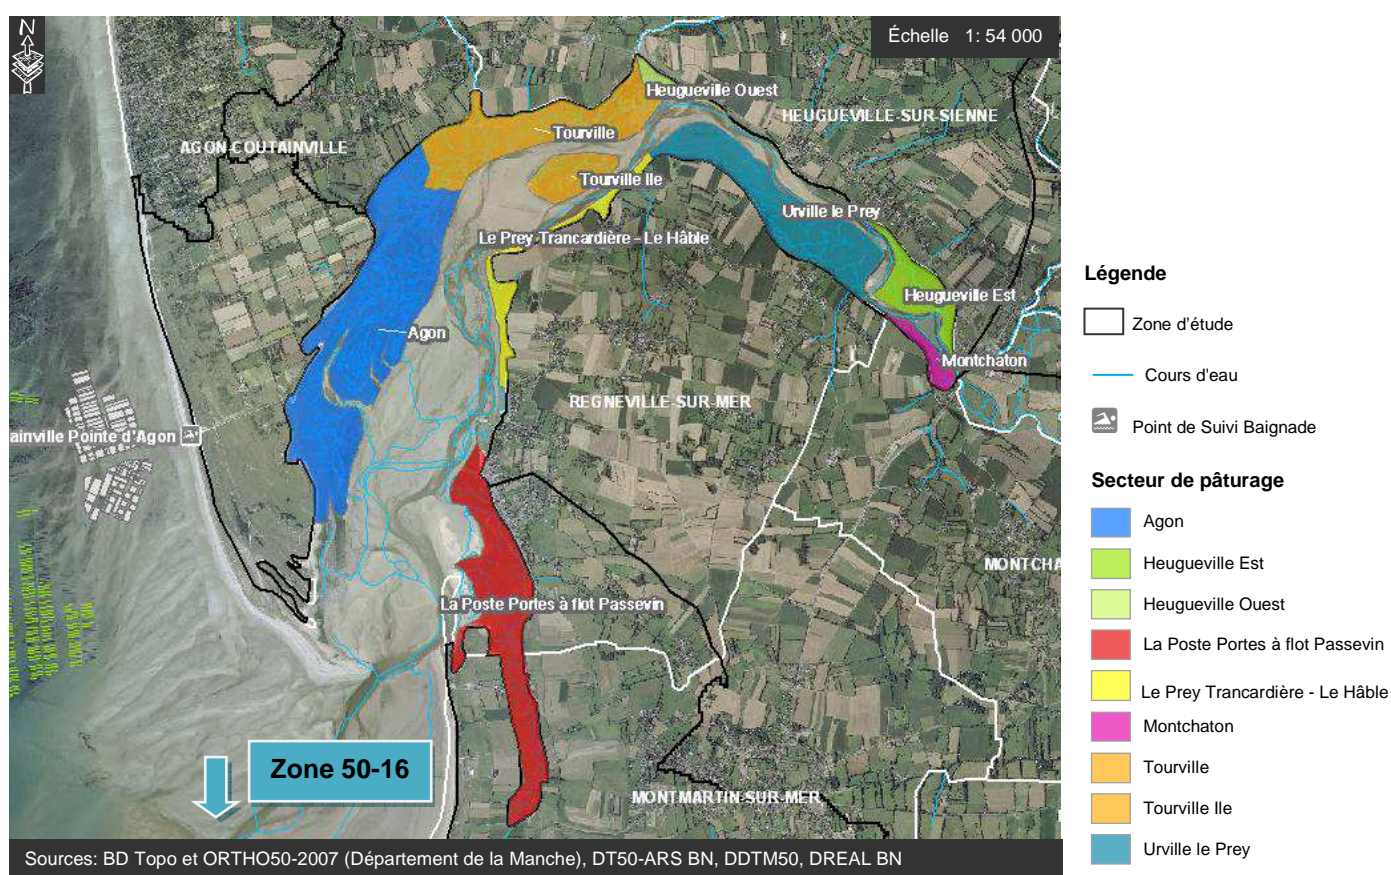 N
Échelle 1: 54 000
Heugueville Ouest
HEUGUEVILLE-SUR-SIENNE
Tourville
AGON-COUTAINVILLE
Tourville Ile
Urville le Prey
Le Prey Trancardière - Le Hâble
Heugueville Est
Agon
Montchaton
REGNEVILLE-SUR-MER
ainville Pointe d'Agon
MONTCHA
La Poste Portes à flot Passevin
Zone 50-16
MONTMARTIN-SUR-MER
Sources: BD Topo et ORTHO50-2007 (Département de la Manche), DT50-ARS BN, DDTM50, DREAL BN
Légende
Zone d'étude
Cours d'eau
Point de Suivi Baignade
Secteur de pâturage
Agon
Heugueville Est
Heugueville Ouest
La Poste Portes à flot Passevin
Le Prey Trancardière - Le Hâble
Montchaton
Tourville
Tourville Ile
Urville le Prey